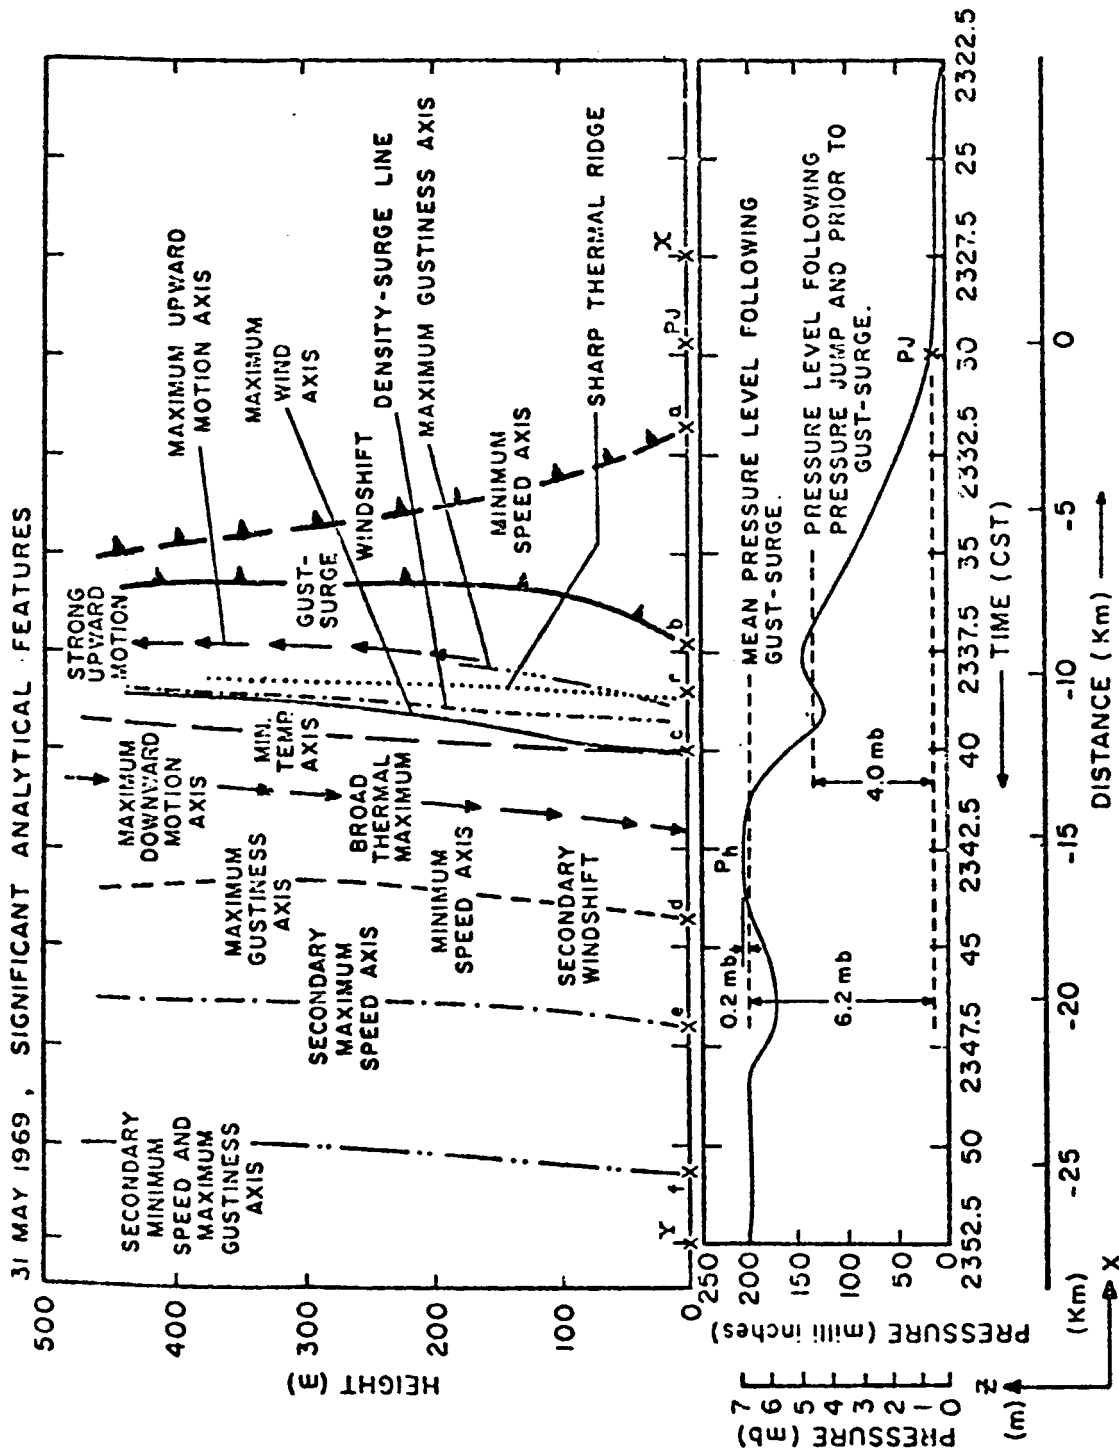 31 MAY 1969 , SIGNIFICANT ANALYTICAL FEATURES
500
400
300
200
100
0
HEIGHT (m)
SECONDARY
MINIMUM
SPEED AND
MAXIMUM
GUSTINESS
AXIS
SECONDARY
MAXIMUM
SPEED AXIS
MAXIMUM
GUSTINESS
AXIS
MINIMUM
SPEED AXIS
SECONDARY
WINDSHIFT
MAXIMUM
DOWNWARD
MOTION
AXIS
BROAD
THERMAL
MAXIMUM
MIN.
TEMP.
AXIS
STRONG
UPWARD
MOTION
GUST-
SURGE
WINDSHIFT
MINIMUM
SPEED AXIS
MAXIMUM UPWARD
MOTION AXIS
MAXIMUM
WIND
AXIS
DENSITY-SURGE LINE
MAXIMUM GUSTINESS AXIS
SHARP THERMAL RIDGE
Y
f
e
d
c
r
b
a
PJ
X
250
200
150
100
50
0
PRESSURE (milli inches)
7
6
5
4
3
2
1
0
PRESSURE (mb)
0.2 mb
6.2 mb
Ph
4.0 mb
MEAN PRESSURE LEVEL FOLLOWING
GUST-SURGE.
PRESSURE LEVEL FOLLOWING
PRESSURE JUMP AND PRIOR TO
GUST-SURGE.
PJ
2352.5
50
2347.5
45
2342.5
40
2337.5
35
2332.5
30
2327.5
25
2322.5
TIME (CST)
(Km)
-25
-20
-15
-10
-5
0
DISTANCE (Km)
Z
(m)
X